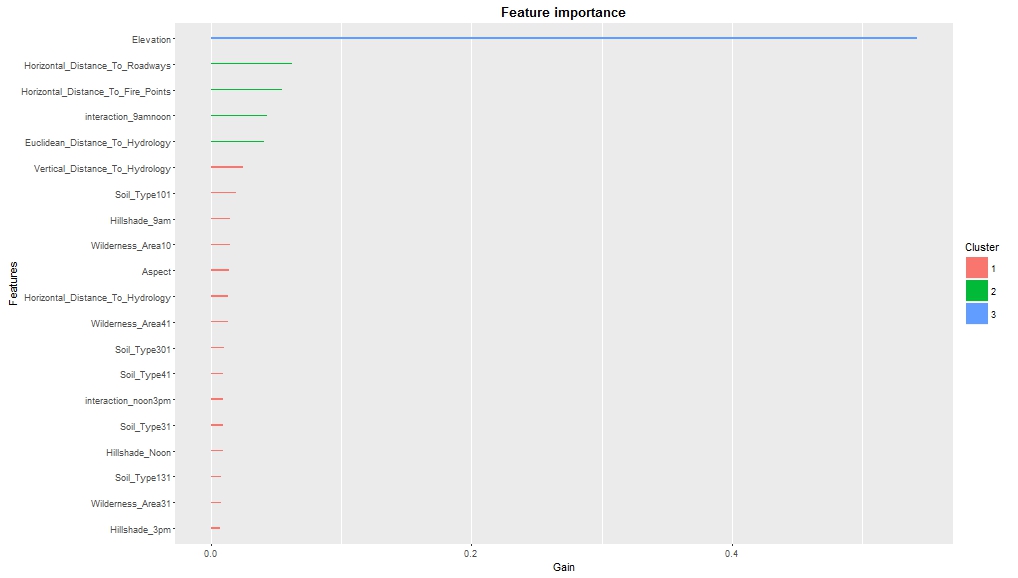 Feature importance
Elevation
Horizontal_Distance_To_Roadways
Horizontal_Distance_To_Fire_Points
interaction_9amnoon
Euclidean_Distance_To_Hydrology
Vertical_Distance_To_Hydrology
Soil_Type101
Hillshade_9am
Wilderness_Area10
Aspect
Horizontal_Distance_To_Hydrology
Wilderness_Area41
Soil_Type301
Soil_Type41
interaction_noon3pm
Soil_Type31
Hillshade_Noon
Soil_Type131
Wilderness_Area31
Hillshade_3pm
Features
0.0 0.2 0.4
Gain
Cluster
1
2
3